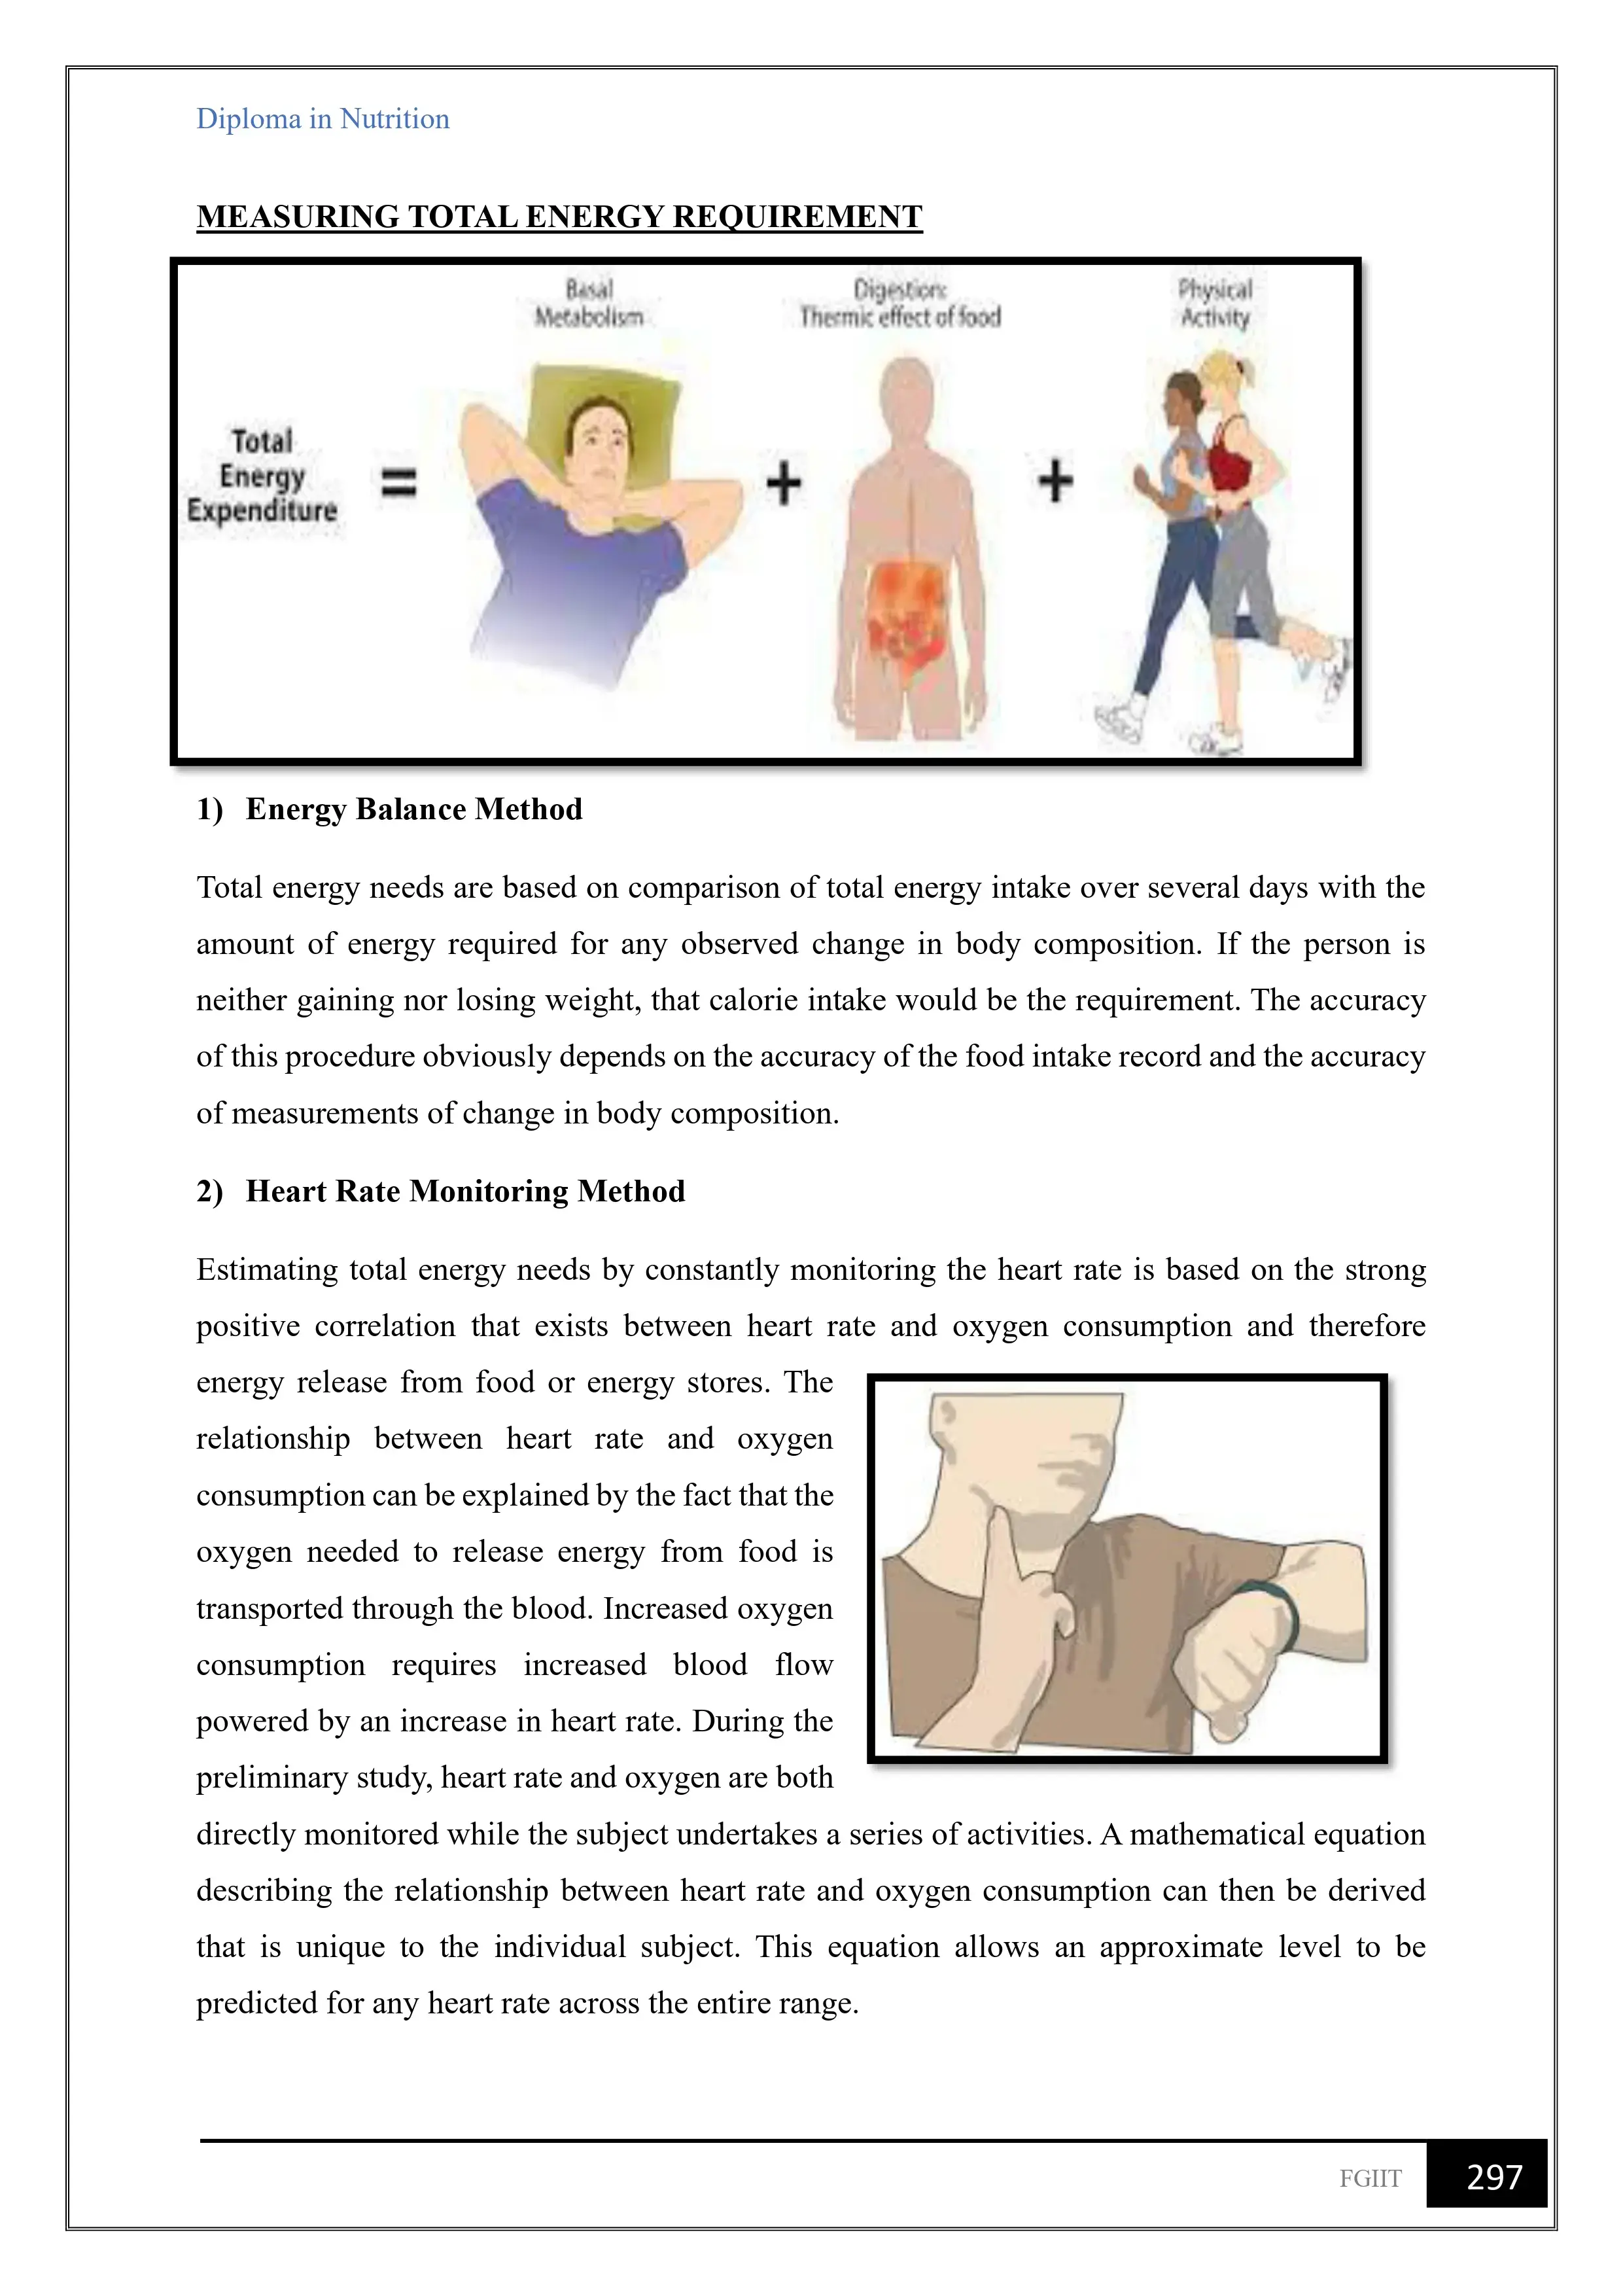 Diploma in Nutrition
MEASURING TOTAL ENERGY REQUIREMENT
Basal
Metabolism
Digestion:
Thermic effect of food
Physical
Activity
Total
Energy
Expenditure
=
+
+
1) Energy Balance Method
Total energy needs are based on comparison of total energy intake over several days with the
amount of energy required for any observed change in body composition. If the person is
neither gaining nor losing weight, that calorie intake would be the requirement. The accuracy
of this procedure obviously depends on the accuracy of the food intake record and the accuracy
of measurements of change in body composition.
2) Heart Rate Monitoring Method
Estimating total energy needs by constantly monitoring the heart rate is based on the strong
positive correlation that exists between heart rate and oxygen consumption and therefore
energy release from food or energy stores. The
relationship between heart rate and oxygen
consumption can be explained by the fact that the
oxygen needed to release energy from food is
transported through the blood. Increased oxygen
consumption requires increased blood flow
powered by an increase in heart rate. During the
preliminary study, heart rate and oxygen are both
directly monitored while the subject undertakes a series of activities. A mathematical equation
describing the relationship between heart rate and oxygen consumption can then be derived
that is unique to the individual subject. This equation allows an approximate level to be
predicted for any heart rate across the entire range.
FGIIT 297